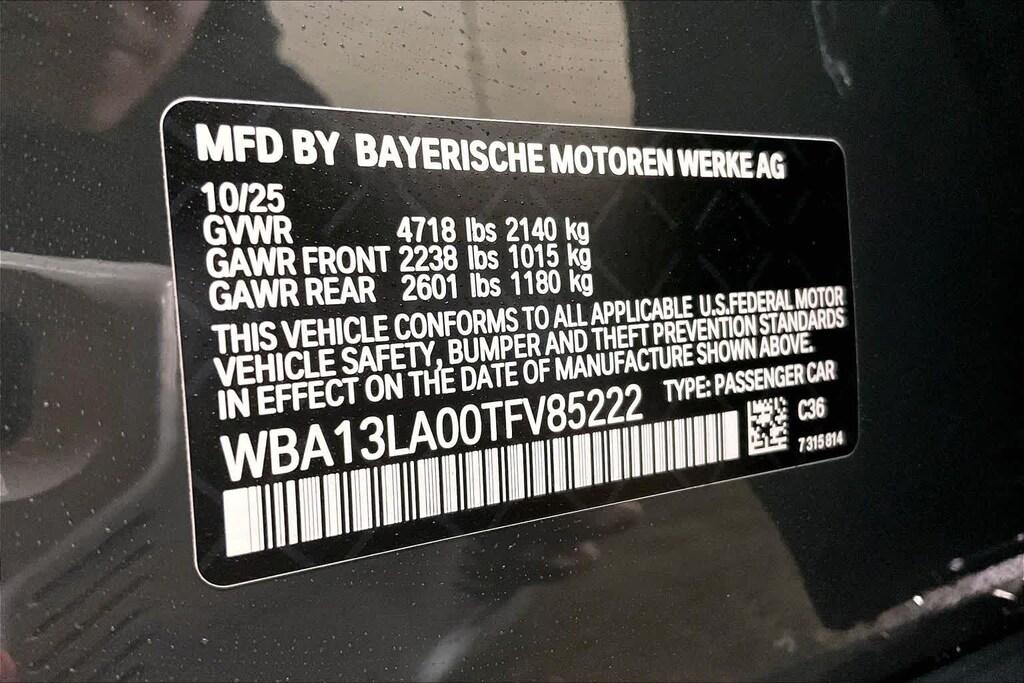 MFD BY BAYERISCHE MOTOREN WERKE AG
10/25
GVWR 4718 lbs 2140 kg
GAWR FRONT 2238 lbs 1015 kg
GAWR REAR 2601 lbs 1180 kg
THIS VEHICLE CONFORMS TO ALL APPLICABLE U.S.FEDERAL MOTOR
VEHICLE SAFETY, BUMPER AND THEFT PREVENTION STANDARDS
IN EFFECT ON THE DATE OF MANUFACTURE SHOWN ABOVE.
WBA13LA00TFV85222 TYPE: PASSENGER CAR
C36
7315814